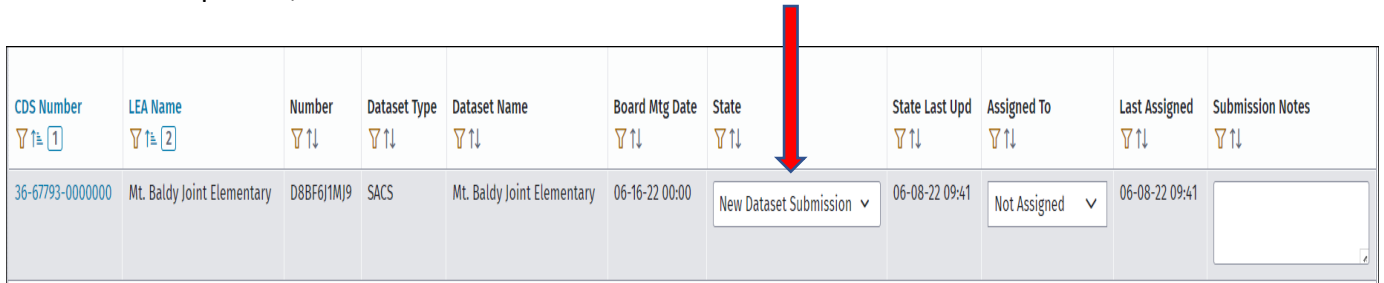 CDS Number LEA Name Number Dataset Type Dataset Name Board Mtg Date State State Last Upd Assigned To Last Assigned Submission Notes
1 2
36-67793-0000000 Mt. Baldy Joint Elementary D8BF6J1MJ9 SACS Mt. Baldy Joint Elementary 06-16-22 00:00 New Dataset Submission 06-08-22 09:41 Not Assigned 06-08-22 09:41